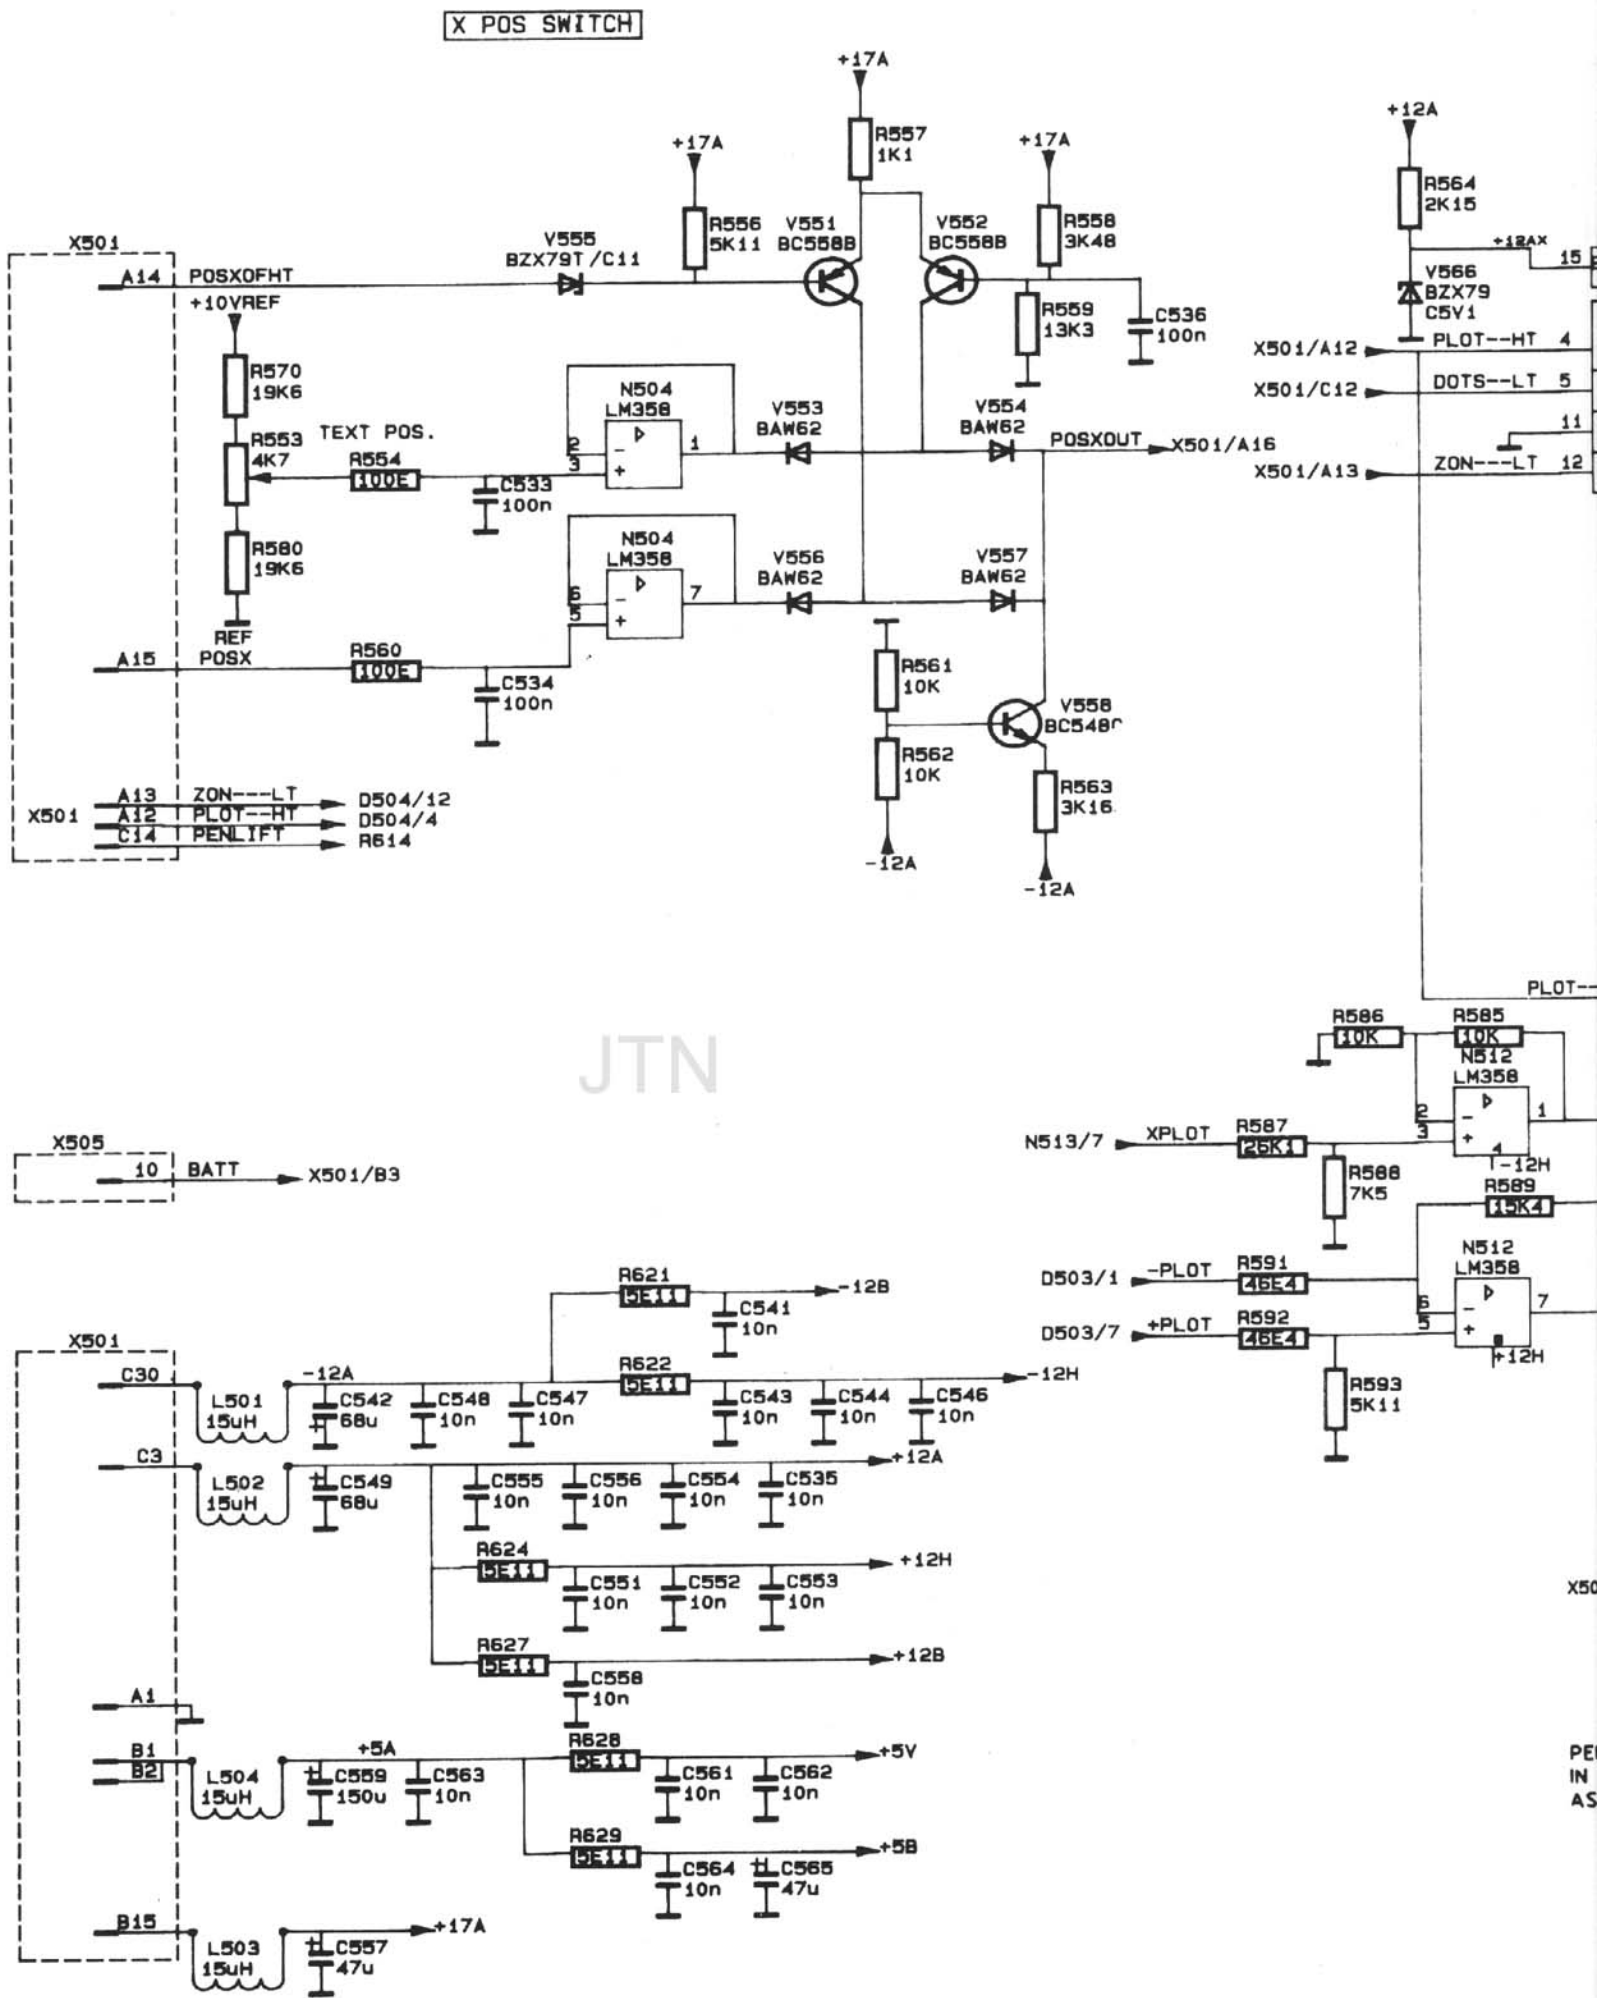 X POS SWITCH
+17A
R557
1K1
+17A
R556
5K11
V551
BC558B
V552
BC558B
+17A
R558
3K48
R559
13K3
C536
100n
V555
BZX79T/C11
X501
A14 POSXOFHT
+10VREF
R570
19K6
R553
4K7
TEXT POS.
R554
100E
C533
100n
R580
19K6
REF
N504
LM358
2
3
1
-
+
V553
BAW62
V554
BAW62
POSXOUT X501/A16
N504
LM358
6
5
7
-
+
V556
BAW62
V557
BAW62
A15 POSX
R560
100E
C534
100n
R561
10K
R562
10K
-12A
V558
BC548C
R563
3K16
-12A
X501
A13 ZON---LT D504/12
A12 PLOT--HT D504/4
C14 PENLIFT R614
+12A
R564
2K15
+12AX 15
V566
BZX79
C5V1
X501/A12 PLOT--HT 4
X501/C12 DOTS--LT 5
11
X501/A13 ZON---LT 12
PLOT--
JTN
R586
10K
R585
10K
N512
LM358
2
3
1
-
+
4
-12H
N513/7 XPLOT R587
26K1
R588
7K5
R589
15K4
N512
LM358
6
5
7
-
+
8
+12H
D503/1 -PLOT R591
46E4
D503/7 +PLOT R592
46E4
R593
5K11
X505
10 BATT X501/B3
R621
5E11
-12B
C541
10n
X501
C30
L501
15uH
-12A
C542
68u
+
C548
10n
C547
10n
R622
5E11
-12H
C543
10n
C544
10n
C546
10n
C3
L502
15uH
+
C549
68u
C555
10n
C556
10n
C554
10n
C535
10n
+12A
R624
5E11
+12H
C551
10n
C552
10n
C553
10n
R627
5E11
+12B
C558
10n
A1
B1
B2
L504
15uH
+5A
+
C559
150u
C563
10n
R628
5E11
+5V
C561
10n
C562
10n
R629
5E11
+5B
C564
10n
+
C565
47u
B15
L503
15uH
+
C557
47u
+17A
X50
IN
AS